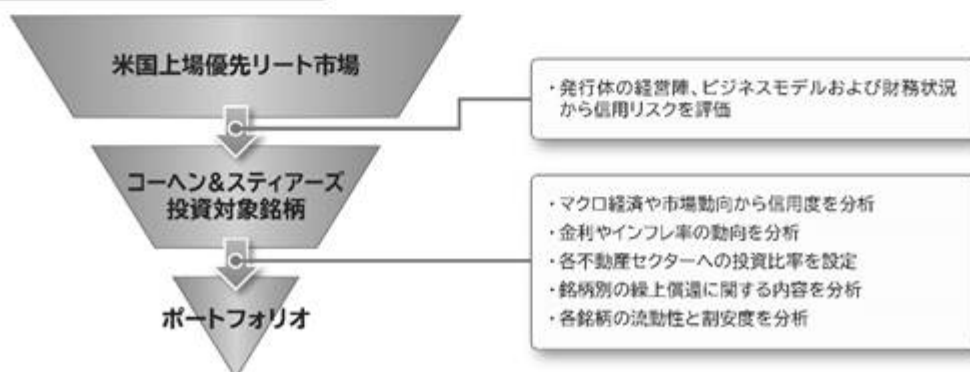 米国上場優先リート市場
・発行体の経営陣、ビジネスモデルおよび財務状況
から信用リスクを評価
コーヘン&スティアーズ
投資対象銘柄
・マクロ経済や市場動向から信用度を分析
・金利やインフレ率の動向を分析
・各不動産セクターへの投資比率を設定
・銘柄別の繰上償還に関する内容を分析
・各銘柄の流動性と割安度を分析
ポートフォリオ